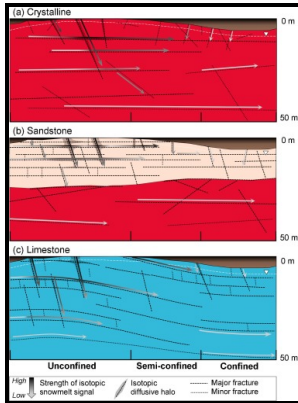 (a) Crystalline
0 m
50 m
(b) Sandstone
0 m
50 m
(c) Limestone
0 m
50 m
Unconfined Semi-confined Confined
High
Low
Strength of isotopic
snowmelt signal
Isotopic
diffusive halo
Major fracture
Minor fracture